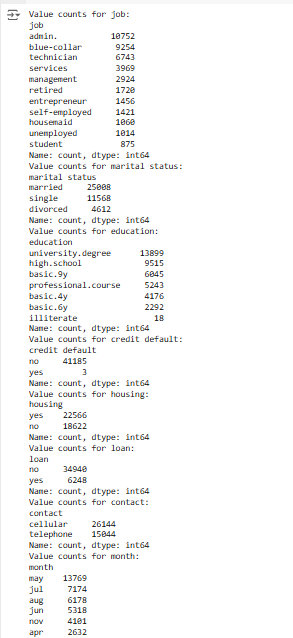 Value counts for job:
job
admin. 10752
blue-collar 9254
technician 6743
services 3969
management 2924
retired 1720
entrepreneur 1456
self-employed 1421
housemaid 1060
unemployed 1014
student 875
Name: count, dtype: int64
Value counts for marital status:
marital status
married 25008
single 11568
divorced 4612
Name: count, dtype: int64
Value counts for education:
education
university.degree 13899
high.school 9515
basic.9y 6045
professional.course 5243
basic.4y 4176
basic.6y 2292
illiterate 18
Name: count, dtype: int64
Value counts for credit default:
credit default
no 41185
yes 3
Name: count, dtype: int64
Value counts for housing:
housing
yes 22566
no 18622
Name: count, dtype: int64
Value counts for loan:
loan
no 34940
yes 6248
Name: count, dtype: int64
Value counts for contact:
contact
cellular 26144
telephone 15044
Name: count, dtype: int64
Value counts for month:
month
may 13769
jul 7174
aug 6178
jun 5318
nov 4101
apr 2632